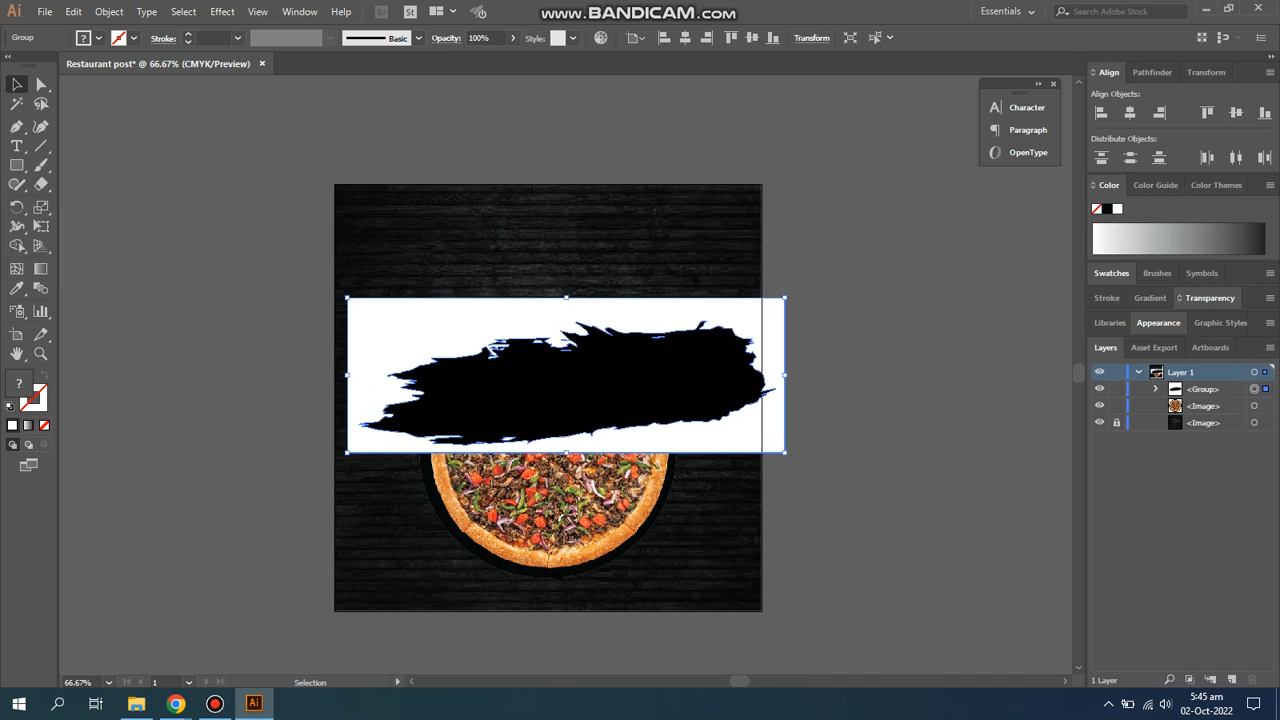 www.BANDICAM.com
Ai File Edit Object Type Select Effect View Window Help Br St Essentials Search Adobe Stock
Group ? Stroke: Basic Opacity: 100% Style: Transform
Restaurant post* @ 66.67% (CMYK/Preview)
Character
Paragraph
OpenType
Align Pathfinder Transform
Align Objects:
Distribute Objects:
Color Color Guide Color Themes
Swatches Brushes Symbols
Stroke Gradient Transparency
Libraries Appearance Graphic Styles
Layers Asset Export Artboards
Layer 1
<Group>
<Image>
<Image>
?
66.67% 1 Selection
1 Layer
Ai
5:45 am
02-Oct-2022